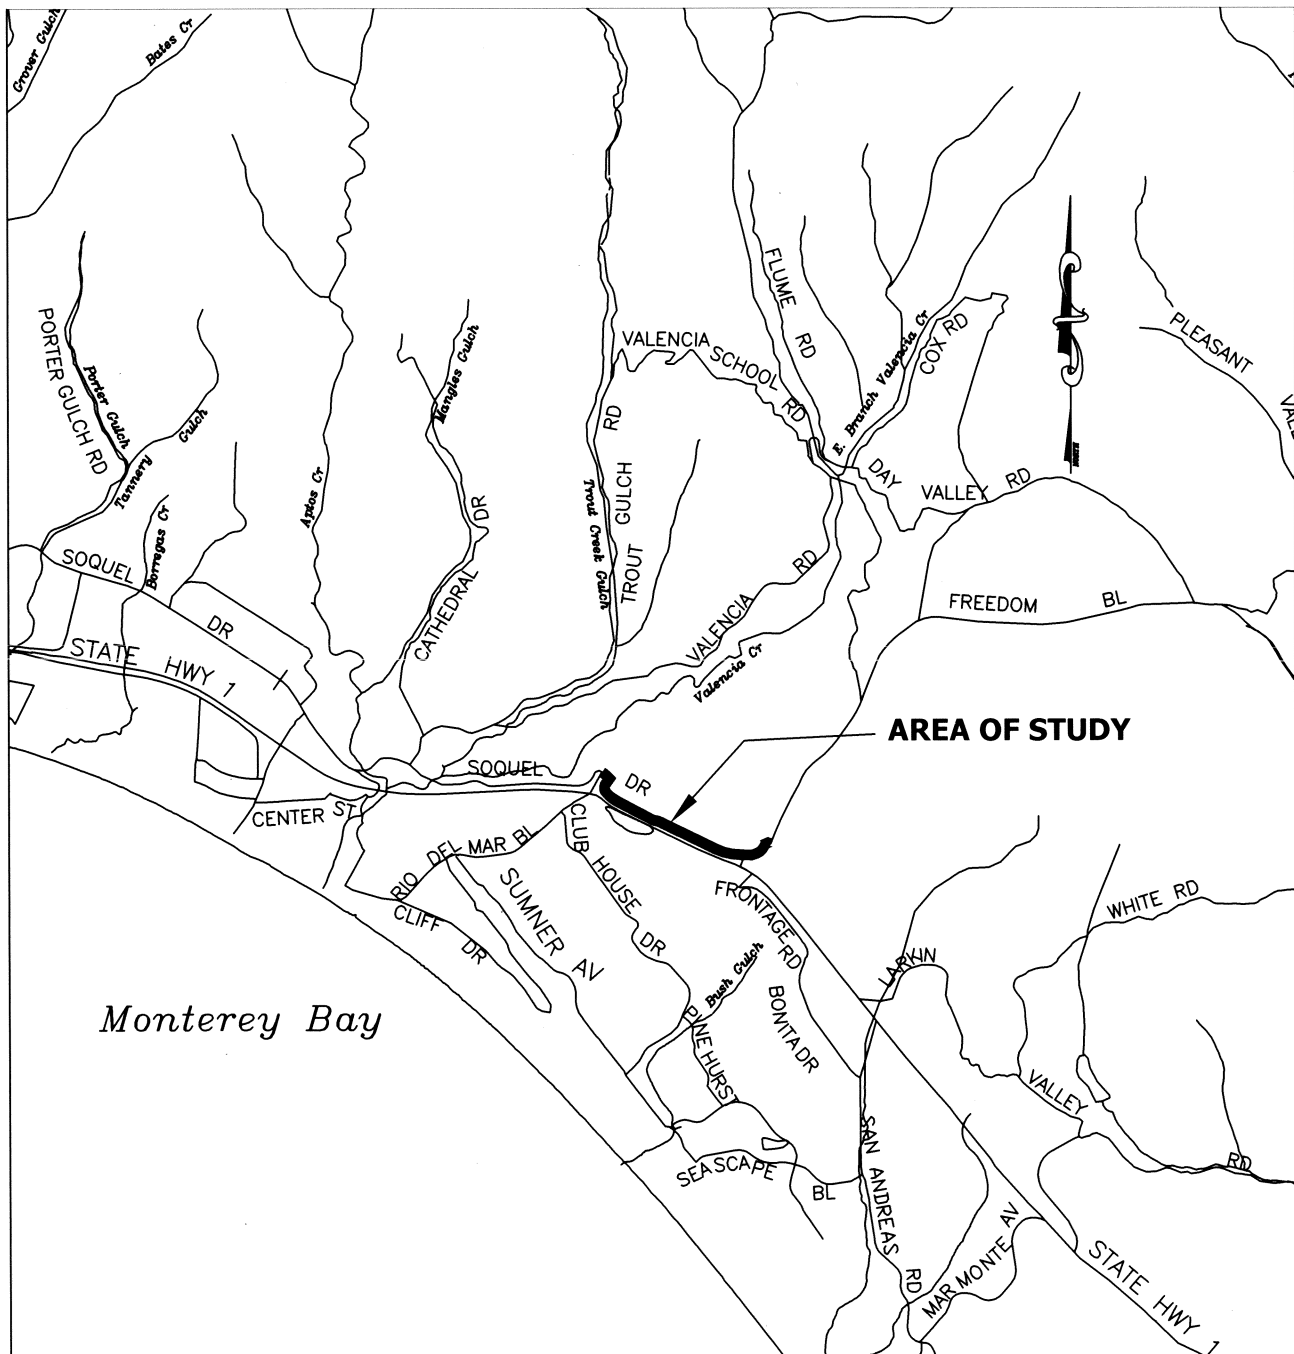 Grover Gulch
Bates Cr
PORTER GULCH RD
Porter Gulch
Tannery Gulch
Borregas Cr
Aptos Cr
Mangles Gulch
CATHEDRAL DR
Trout Creek Gulch
TROUT GULCH RD
VALENCIA SCHOOL RD
FLUME RD
E. Branch Valencia Cr
COX RD
NORTH
PLEASANT
DAY VALLEY RD
VALENCIA RD
Valencia Cr
FREEDOM BL
SOQUEL DR
STATE HWY 1
AREA OF STUDY
SOQUEL DR
CENTER ST
RIO DEL MAR BL
CLIFF DR
SUMNER AV
CLUB HOUSE DR
FRONTAGE RD
Bush Gulch
BONITA DR
PINEHURST
LARKIN VALLEY RD
WHITE RD
Monterey Bay
SEASCAPE BL
SAN ANDREAS RD
MAR MONTE AV
STATE HWY 1